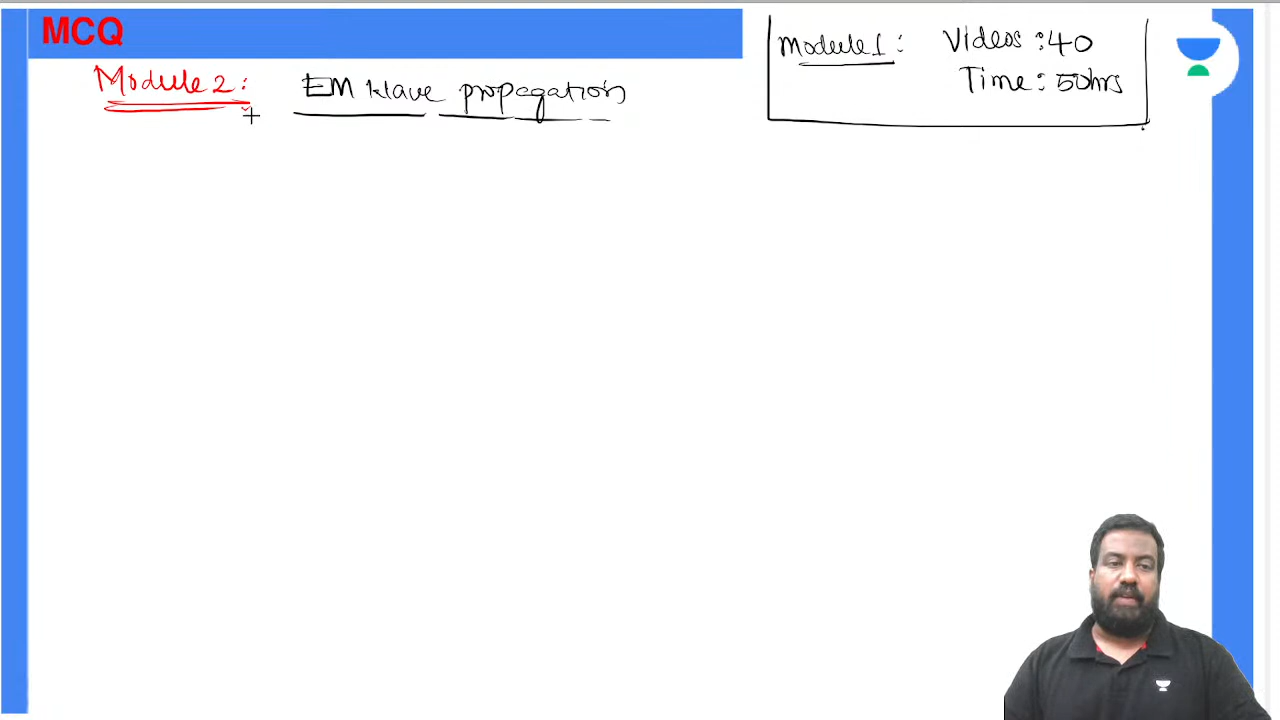 MCQ
Module 2:
EM Wave propagation
Module 1: Videos: 40
Time: 50hrs